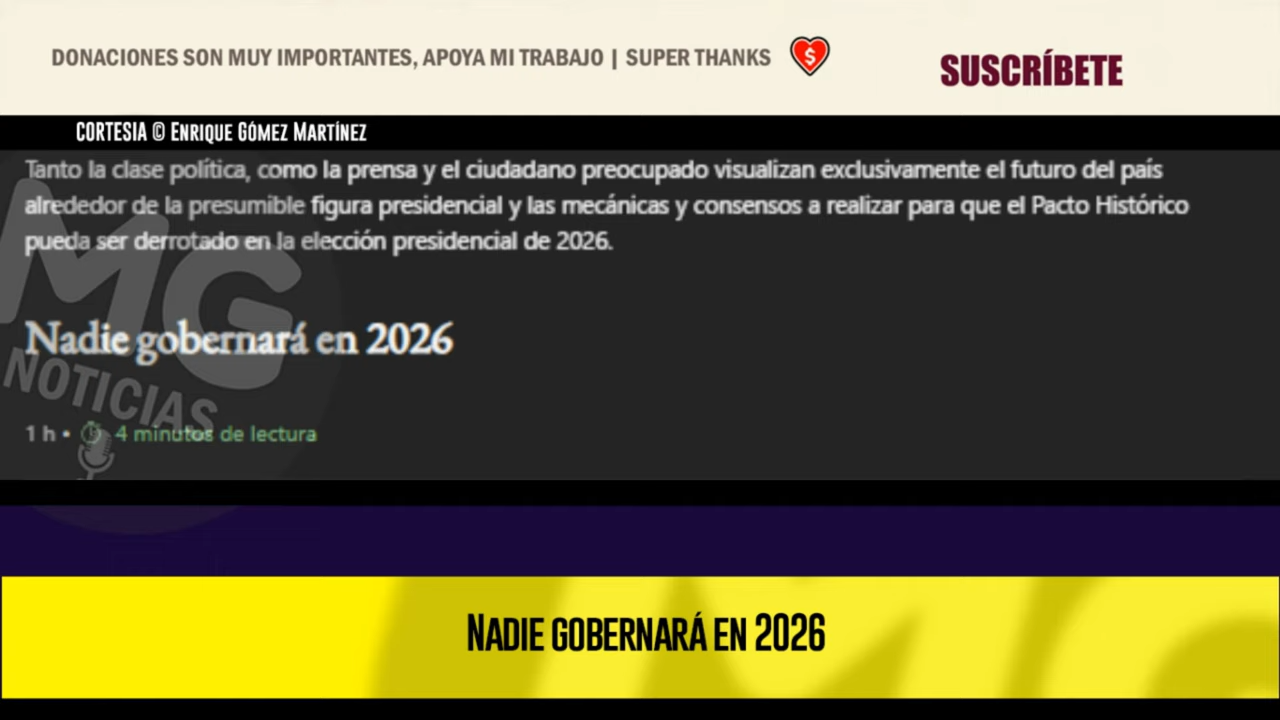 DONACIONES SON MUY IMPORTANTES, APOYA MI TRABAJO | SUPER THANKS
SUSCRÍBETE
CORTESIA © ENRIQUE GÓMEZ MARTÍNEZ
Tanto la clase política, como la prensa y el ciudadano preocupado visualizan exclusivamente el futuro del país
alrededor de la presumible figura presidencial y las mecánicas y consensos a realizar para que el Pacto Histórico
pueda ser derrotado en la elección presidencial de 2026.
MG
Nadie gobernará en 2026
NOTICIAS
1 h • 4 minutos de lectura
NADIE GOBERNARÁ EN 2026